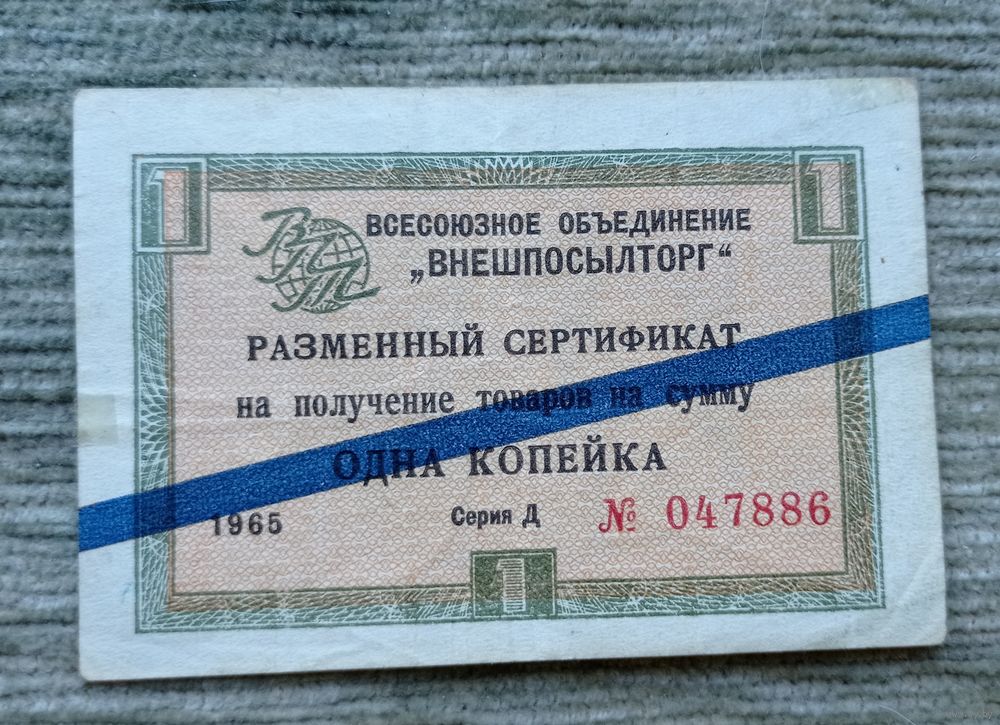 1 1
ВПТ
ВСЕСОЮЗНОЕ ОБЪЕДИНЕНИЕ
„ВНЕШПОСЫЛТОРГ“
РАЗМЕННЫЙ СЕРТИФИКАТ
на получение товаров на сумму
ОДНА КОПЕЙКА
1965 Серия Д № 047886
1